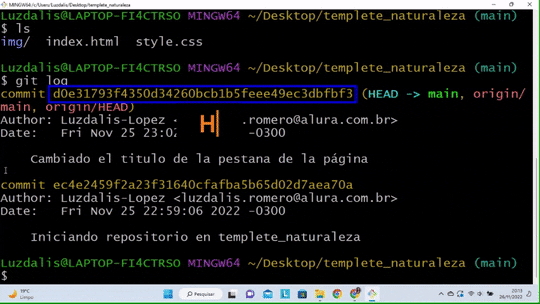 MINGW64:/c/Users/Luzdalis/Desktop/templete_naturaleza
Luzdalis@LAPTOP-FI4CTRSO MINGW64 ~/Desktop/templete_naturaleza (main)
$ ls
img/ index.html style.css
Luzdalis@LAPTOP-FI4CTRSO MINGW64 ~/Desktop/templete_naturaleza (main)
$ git log
commit d0e31793f4350d34260bcb1b5feee49ec3dbfbf3 (HEAD -> main, origin/
main, origin/HEAD)
Author: Luzdalis-Lopez < H .romero@alura.com.br>
Date: Fri Nov 25 23:02 -0300
Cambiado el titulo de la pestana de la página
commit ec4e2459f2a23f31640cfafba5b65d02d7aea70a
Author: Luzdalis-Lopez <luzdalis.romero@alura.com.br>
Date: Fri Nov 25 22:59:06 2022 -0300
Iniciando repositorio en templete_naturaleza
Luzdalis@LAPTOP-FI4CTRSO MINGW64 ~/Desktop/templete_naturaleza (main)
$
19°C
Limpo
Pesquisar
20:13
26/11/2022